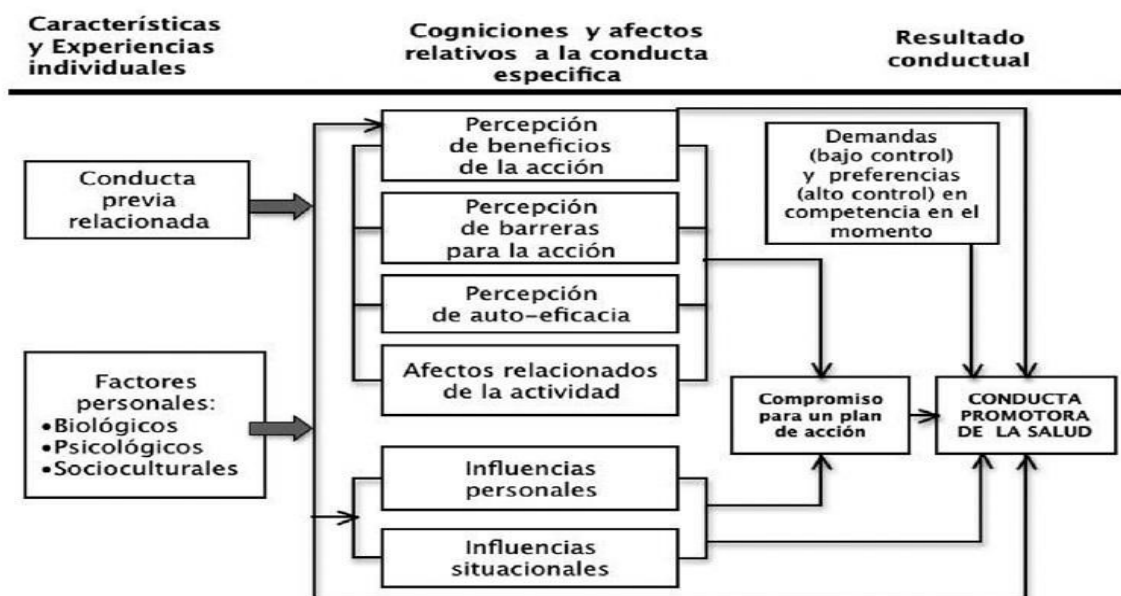 Características
y Experiencias
individuales
Cogniciones y afectos
relativos a la conducta
especifica
Resultado
conductual
Conducta
previa
relacionada
Factores
personales:
•Biológicos
•Psicológicos
•Socioculturales
Percepción
de beneficios
de la acción
Percepción
de barreras
para la acción
Percepción
de auto-eficacia
Afectos relacionados
de la actividad
Influencias
personales
Influencias
situacionales
Demandas
(bajo control)
y preferencias
(alto control) en
competencia en el
momento
Compromiso
para un plan
de acción
CONDUCTA
PROMOTORA
DE LA SALUD